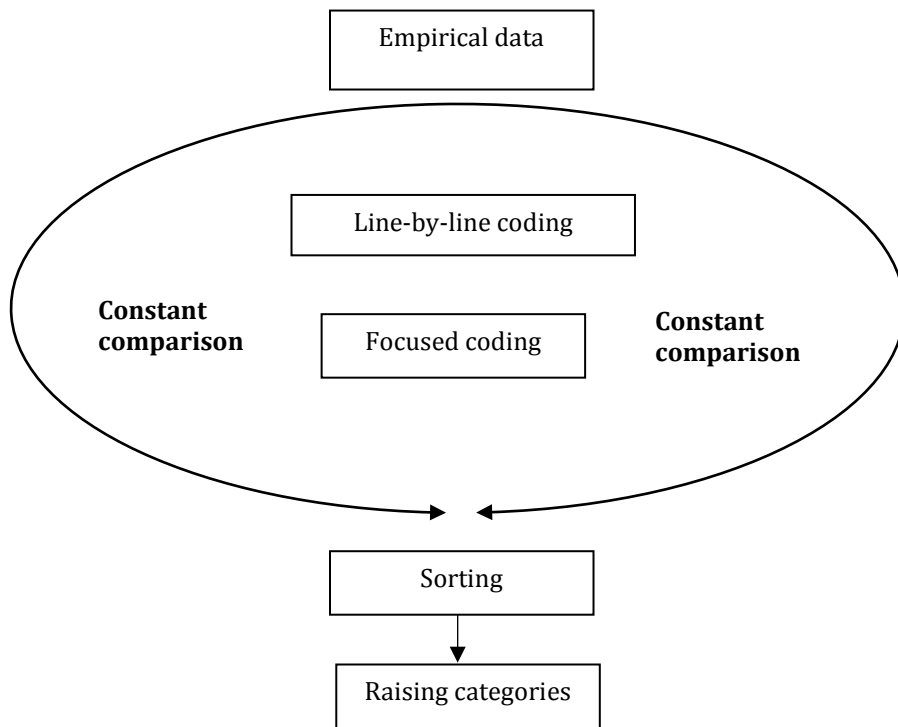 Empirical data
Line-by-line coding
Constant
comparison
Focused coding
Constant
comparison
Sorting
Raising categories